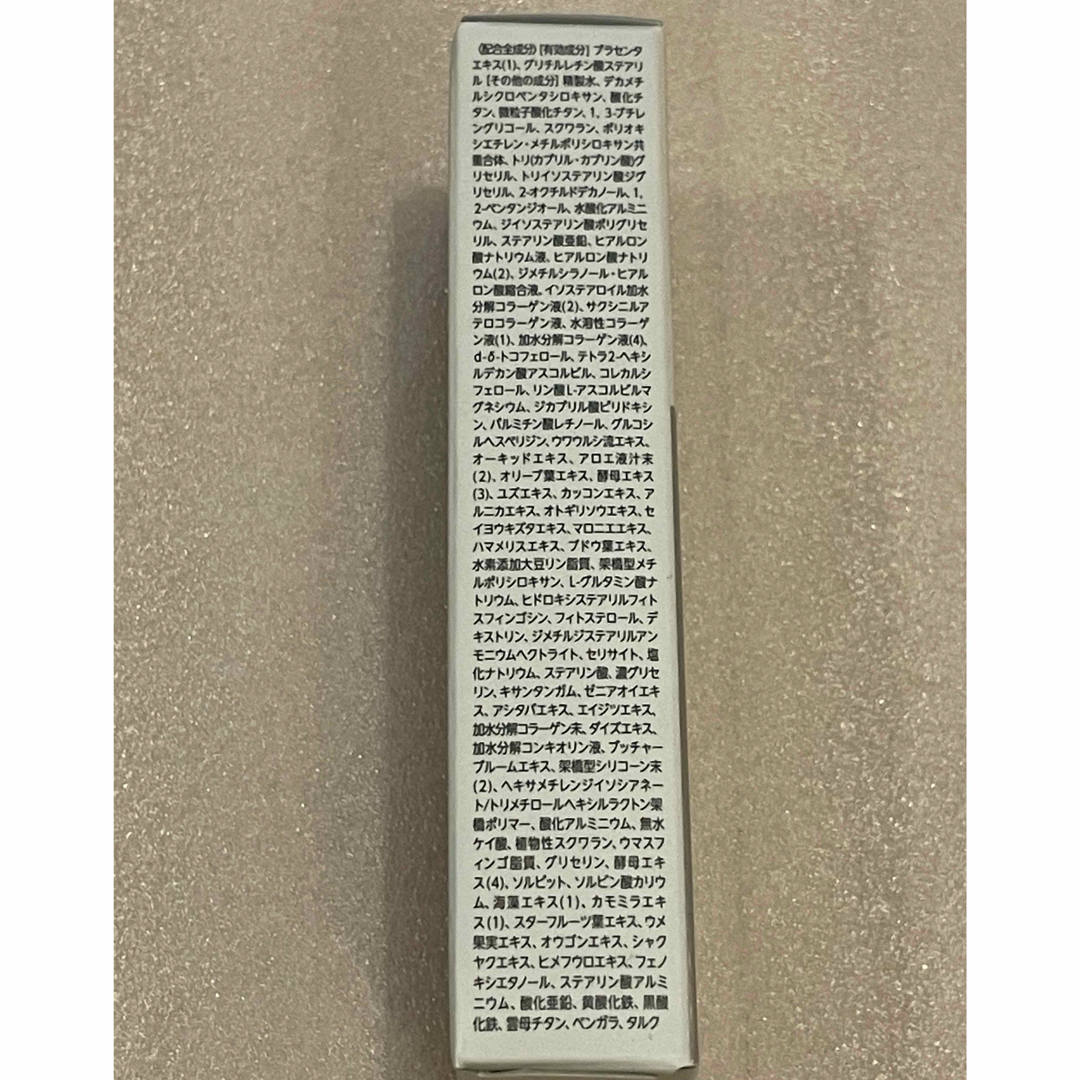 〈配合全成分〉[有効成分] プラセンタ
エキス(1)、グリチルレチン酸ステアリ
ル [その他の成分] 精製水、デカメチ
ルシクロペンタシロキサン、酸化チ
タン、微粒子酸化チタン、1，3-ブチレ
ングリコール、スクワラン、ポリオキ
シエチレン・メチルポリシロキサン共
重合体、トリ(カプリル・カプリン酸)グ
リセリル、トリイソステアリン酸ジグ
リセリル、2-オクチルドデカノール、1，
2-ペンタンジオール、水酸化アルミニ
ウム、ジイソステアリン酸ポリグリセ
リル、ステアリン酸亜鉛、ヒアルロン
酸ナトリウム液、ヒアルロン酸ナトリ
ウム(2)、ジメチルシラノール・ヒアル
ロン酸縮合液、イソステアロイル加水
分解コラーゲン液(2)、サクシニルア
テロコラーゲン液、水溶性コラーゲ
ン液(1)、加水分解コラーゲン液(4)、
d-δ-トコフェロール、テトラ2-ヘキシ
ルデカン酸アスコルビル、コレカルシ
フェロール、リン酸L-アスコルビルマ
グネシウム、ジカプリル酸ピリドキシ
ン、パルミチン酸レチノール、グルコシ
ルヘスペリジン、ウワウルシ流エキス、
オーキッドエキス、アロエ液汁末
(2)、オリーブ葉エキス、酵母エキス
(3)、ユズエキス、カッコンエキス、ア
ルニカエキス、オトギリソウエキス、セ
イヨウキズタエキス、マロニエエキス、
ハマメリスエキス、ブドウ葉エキス、
水素添加大豆リン脂質、架橋型メチ
ルポリシロキサン、L-グルタミン酸ナ
トリウム、ヒドロキシステアリルフィト
スフィンゴシン、フィトステロール、デ
キストリン、ジメチルジステアリルアン
モニウムヘクトライト、セリサイト、塩
化ナトリウム、ステアリン酸、濃グリセ
リン、キサンタンガム、ゼニアオイエキ
ス、アシタバエキス、エイジツエキス、
加水分解コラーゲン末、ダイズエキス、
加水分解コンキオリン液、ブッチャー
ブルームエキス、架橋型シリコーン末
(2)、ヘキサメチレンジイソシアネー
ト/トリメチロールヘキシルラクトン架
橋ポリマー、酸化アルミニウム、無水
ケイ酸、植物性スクワラン、ウマスフ
ィンゴ脂質、グリセリン、酵母エキ
ス(4)、ソルビット、ソルビン酸カリウ
ム、海藻エキス(1)、カモミラエキ
ス(1)、スターフルーツ葉エキス、ウメ
果実エキス、オウゴンエキス、シャク
ヤクエキス、ヒメフウロエキス、フェノ
キシエタノール、ステアリン酸アルミ
ニウム、酸化亜鉛、黄酸化鉄、黒酸
化鉄、雲母チタン、ベンガラ、タルク